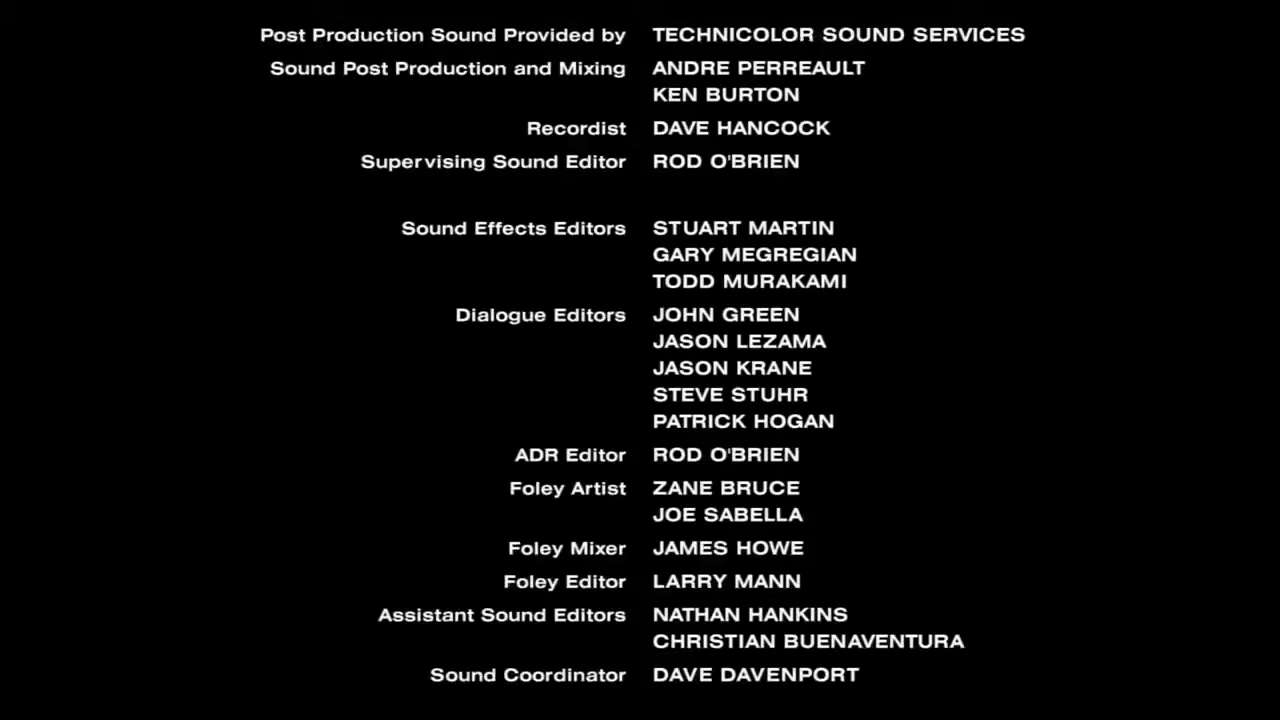 Post Production Sound Provided by TECHNICOLOR SOUND SERVICES
Sound Post Production and Mixing ANDRE PERREAULT
KEN BURTON
Recordist DAVE HANCOCK
Supervising Sound Editor ROD O'BRIEN
Sound Effects Editors STUART MARTIN
GARY MEGREGIAN
TODD MURAKAMI
Dialogue Editors JOHN GREEN
JASON LEZAMA
JASON KRANE
STEVE STUHR
PATRICK HOGAN
ADR Editor ROD O'BRIEN
Foley Artist ZANE BRUCE
JOE SABELLA
Foley Mixer JAMES HOWE
Foley Editor LARRY MANN
Assistant Sound Editors NATHAN HANKINS
CHRISTIAN BUENAVENTURA
Sound Coordinator DAVE DAVENPORT